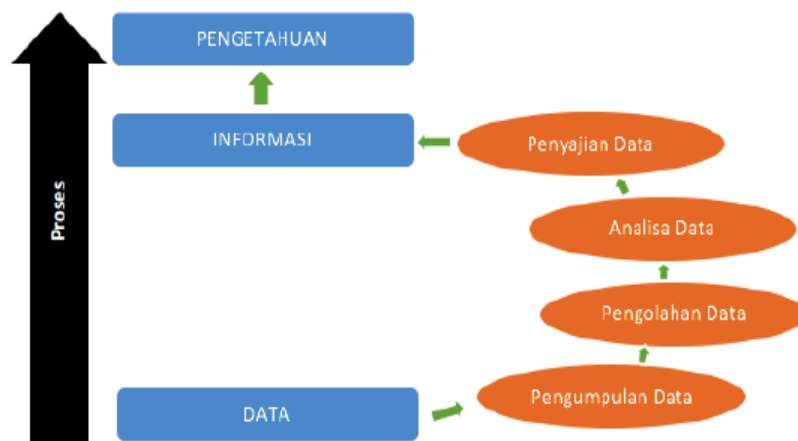 PENGETAHUAN
INFORMASI
Penyajian Data
Analisa Data
Proses
Pengolahan Data
Pengumpulan Data
DATA